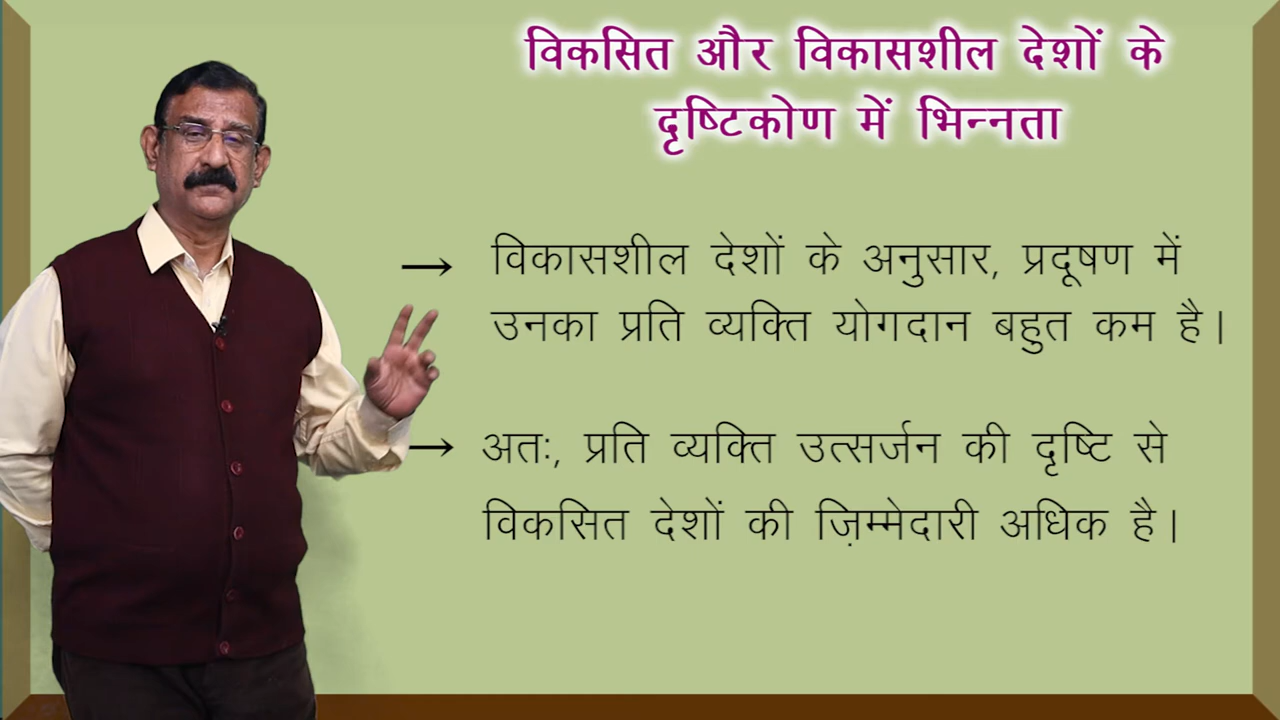 विकसित और विकासशील देशों के
दृष्टिकोण में भिन्नता
→ विकासशील देशों के अनुसार, प्रदूषण में
उनका प्रति व्यक्ति योगदान बहुत कम है।
→ अतः, प्रति व्यक्ति उत्सर्जन की दृष्टि से
विकसित देशों की ज़िम्मेदारी अधिक है।